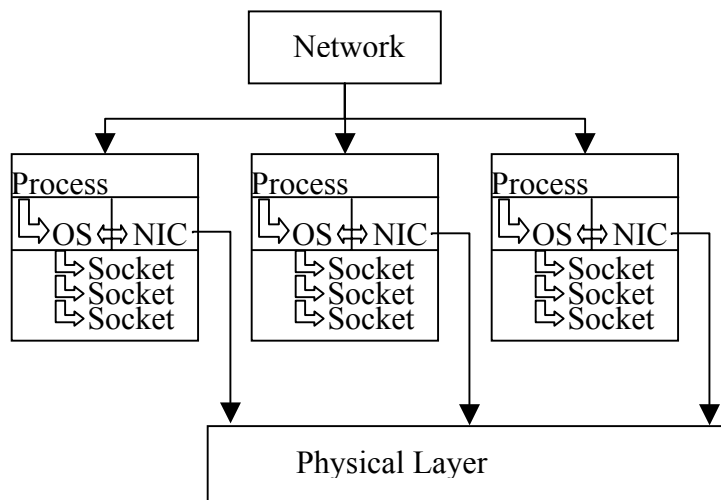 Network
Process
OS NIC
Socket
Socket
Socket
Process
OS NIC
Socket
Socket
Socket
Process
OS NIC
Socket
Socket
Socket
Physical Layer